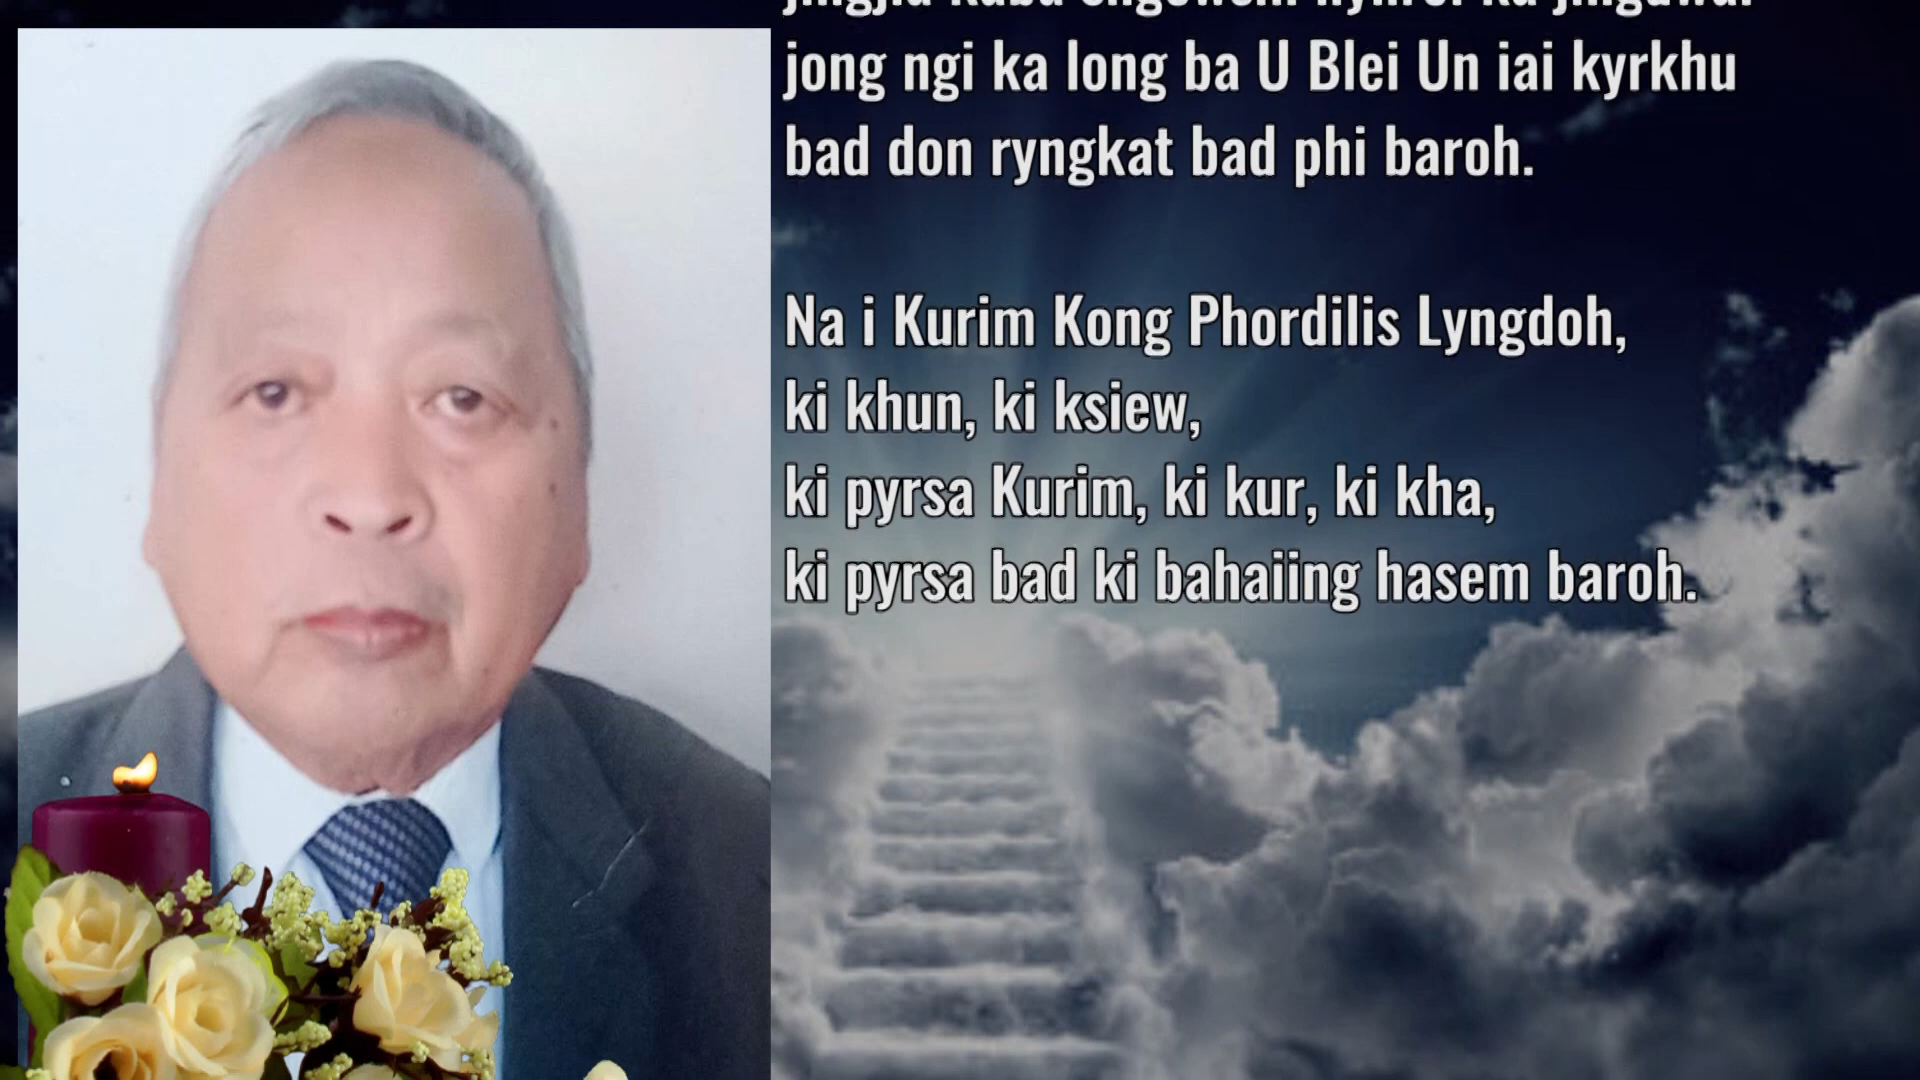 jong ngi ka long ba U Blei Un iai kyrkhu
bad don ryngkat bad phi baroh.
Na i Kurim Kong Phordilis Lyngdoh,
ki khun, ki ksiew,
ki pyrsa Kurim, ki kur, ki kha,
ki pyrsa bad ki bahaiing hasem baroh.